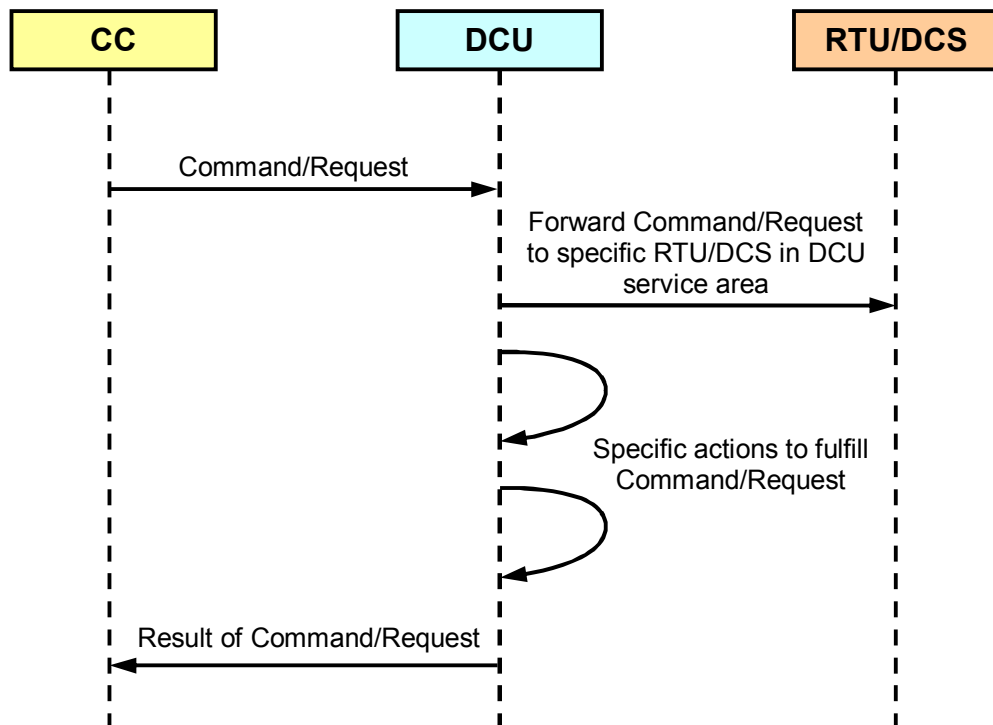 CC
DCU
RTU/DCS
Command/Request
Forward Command/Request
to specific RTU/DCS in DCU
service area
Specific actions to fulfill
Command/Request
Result of Command/Request